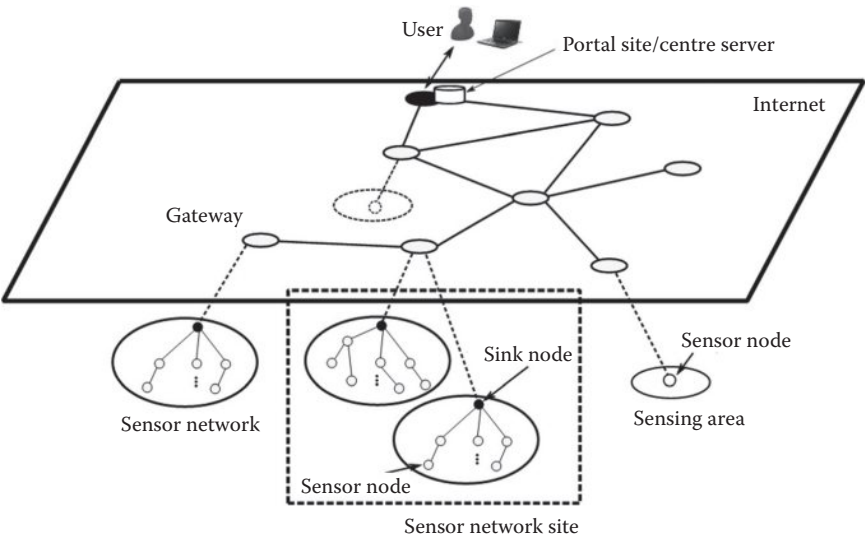 User
Portal site/centre server
Internet
Gateway
Sensor node
Sink node
Sensor network
Sensing area
Sensor node
Sensor network site